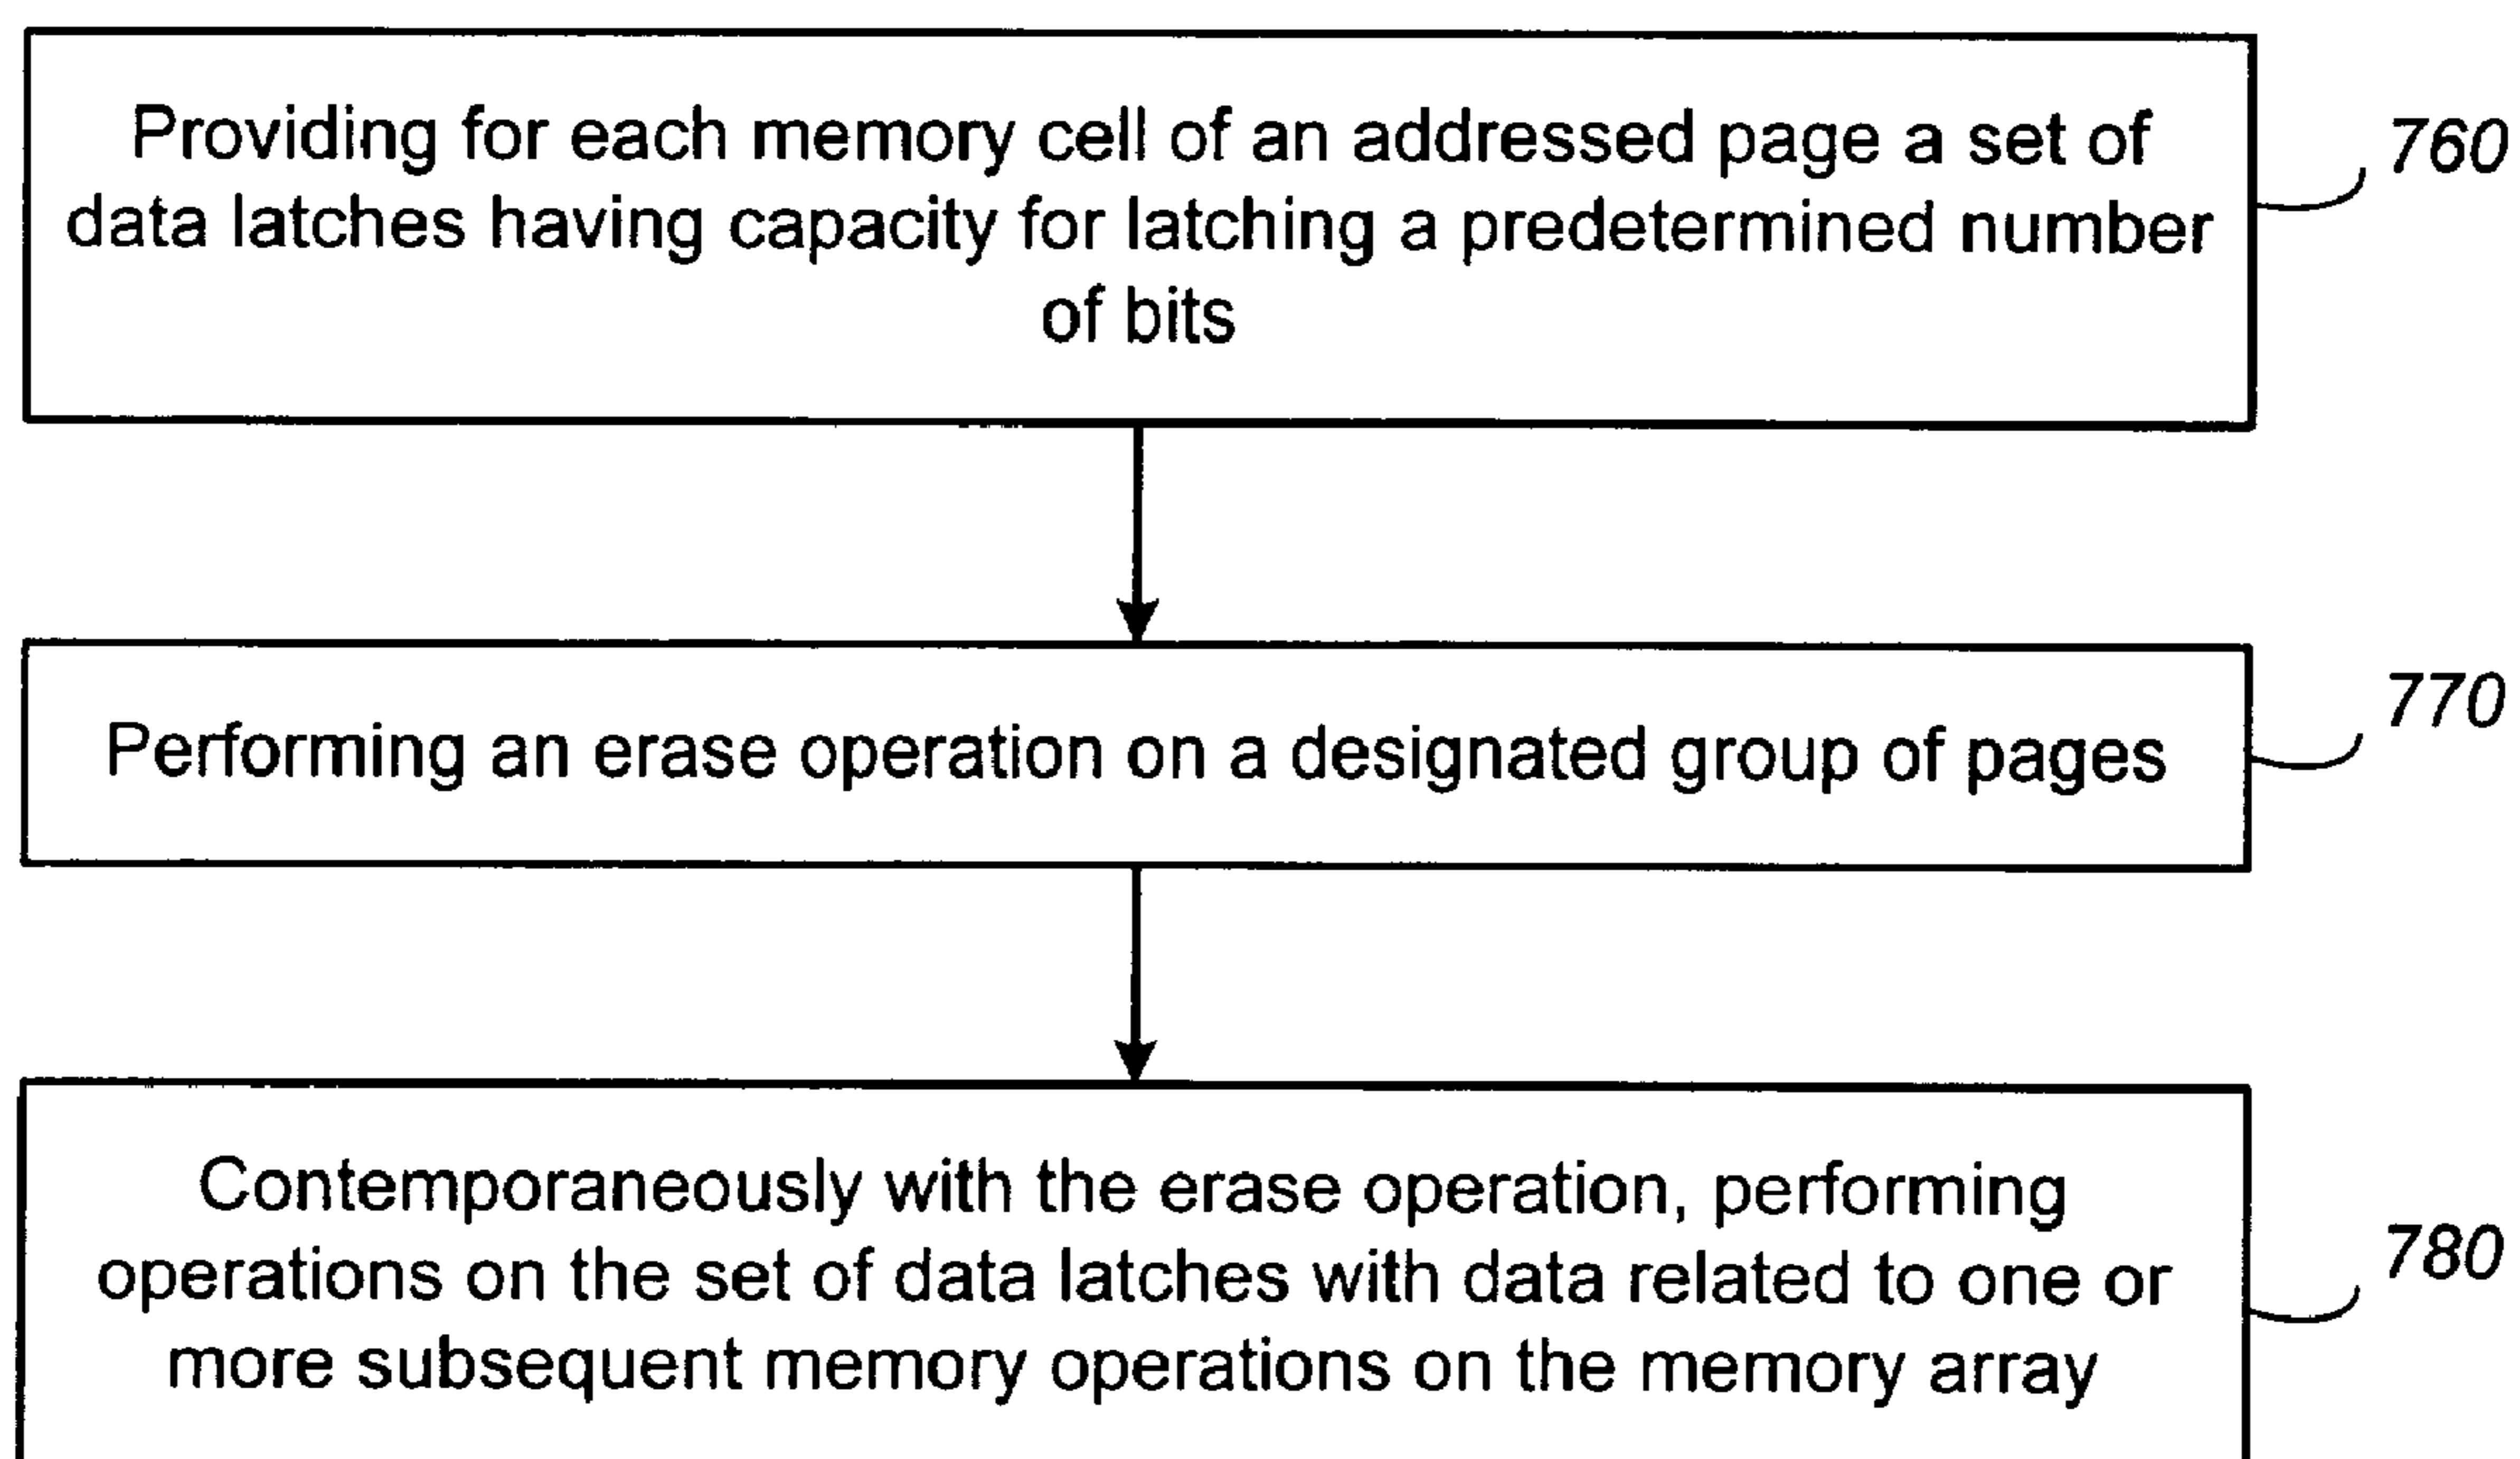 Providing for each memory cell of an addressed page a set of
data latches having capacity for latching a predetermined number
of bits
760
Performing an erase operation on a designated group of pages
770
Contemporaneously with the erase operation, performing
operations on the set of data latches with data related to one or
more subsequent memory operations on the memory array
780